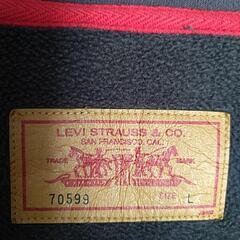 LEVI STRAUSS & CO.
SAN FRANCISCO, CAL.
TRADE MARK
70599 SIZE L